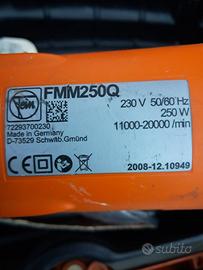 Fein
FMM250Q
230 V 50/60 Hz
250 W
11000-20000 /min
72293700230
Made in Germany
D-73529 Schwäb.Gmünd
2008-12.10949
subito